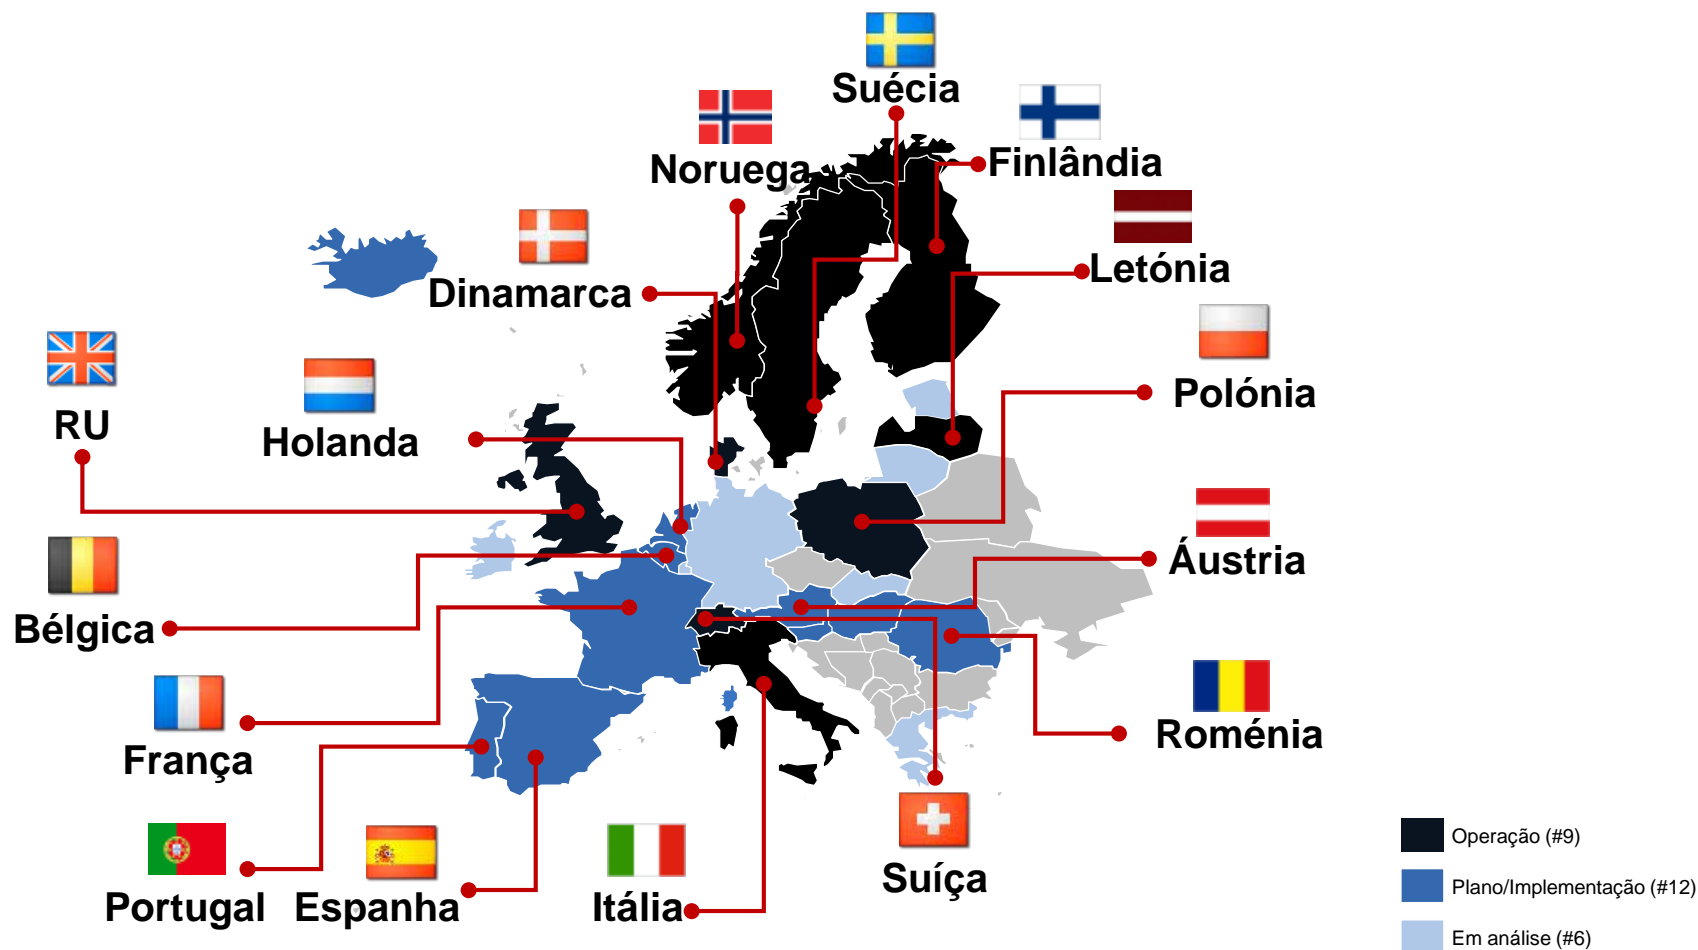 Suécia
Noruega
Finlândia
Dinamarca
Letónia
RU
Holanda
Polónia
Áustria
Bélgica
França
Roménia
Portugal
Espanha
Itália
Suíça
Operação (#9)
Plano/Implementação (#12)
Em análise (#6)